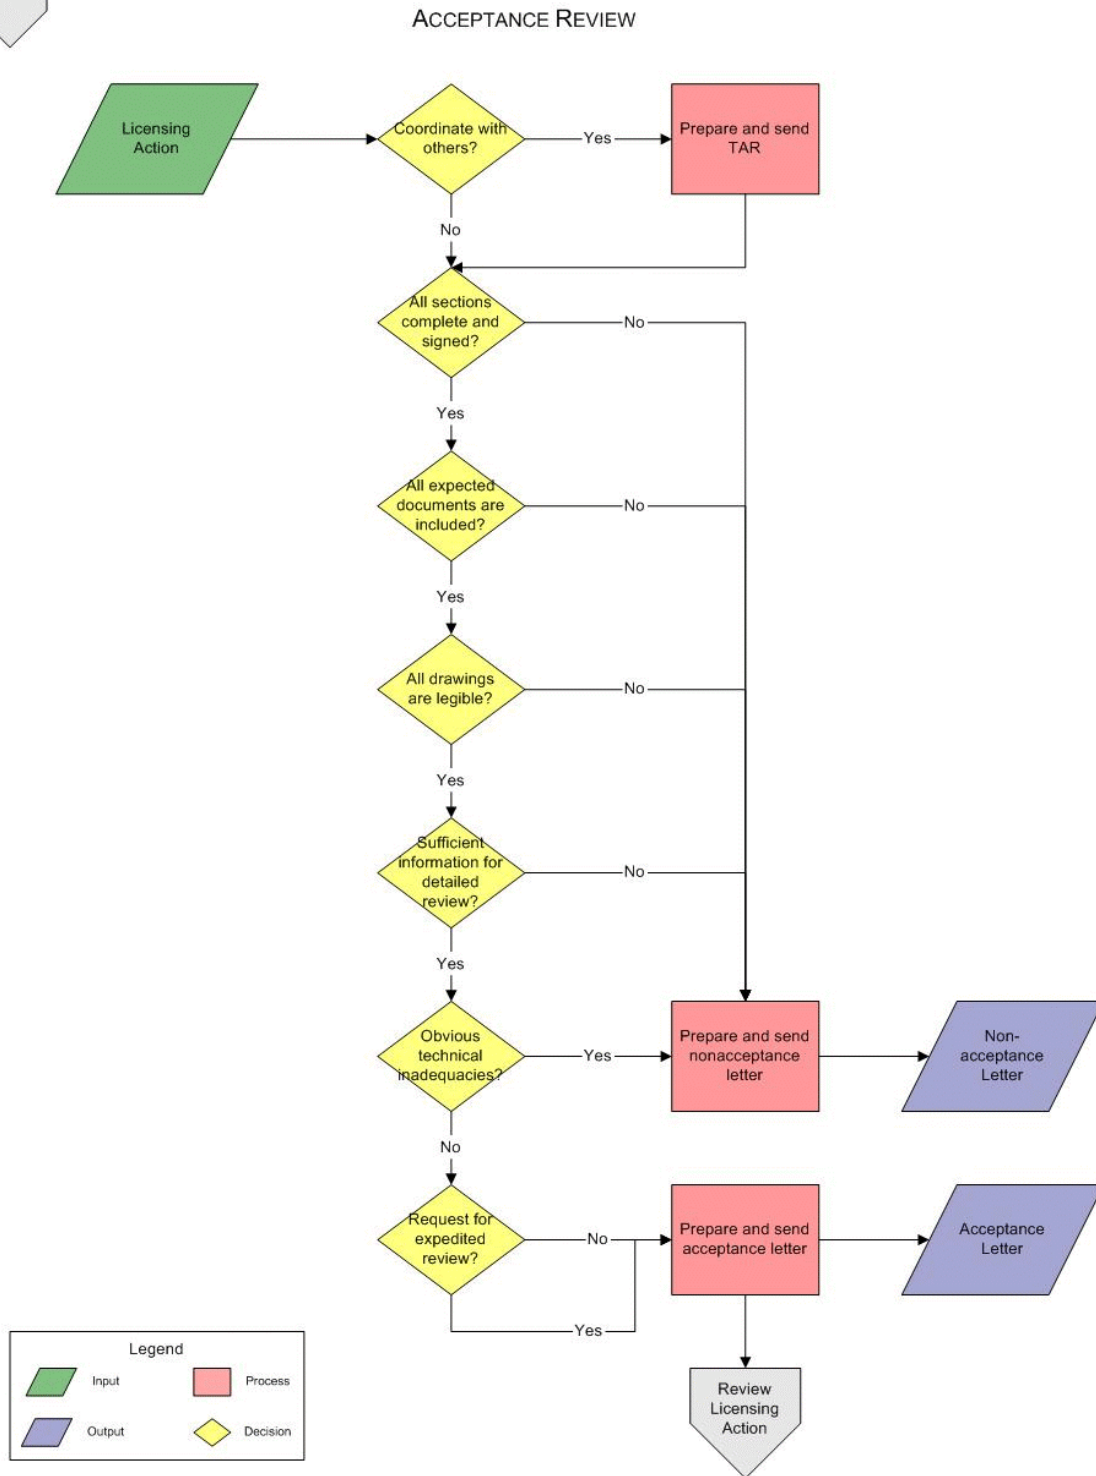 ACCEPTANCE REVIEW
Licensing
Action
Coordinate with
others?
Yes
Prepare and send
TAR
No
All sections
complete and
signed?
No
Yes
All expected
documents are
included?
No
Yes
All drawings
are legible?
No
Yes
Sufficient
information for
detailed
review?
No
Yes
Obvious
technical
inadequacies?
Yes
Prepare and send
nonacceptance
letter
Non-
acceptance
Letter
No
Request for
expedited
review?
No
Prepare and send
acceptance letter
Acceptance
Letter
Yes
Review
Licensing
Action
Legend
Input
Process
Output
Decision